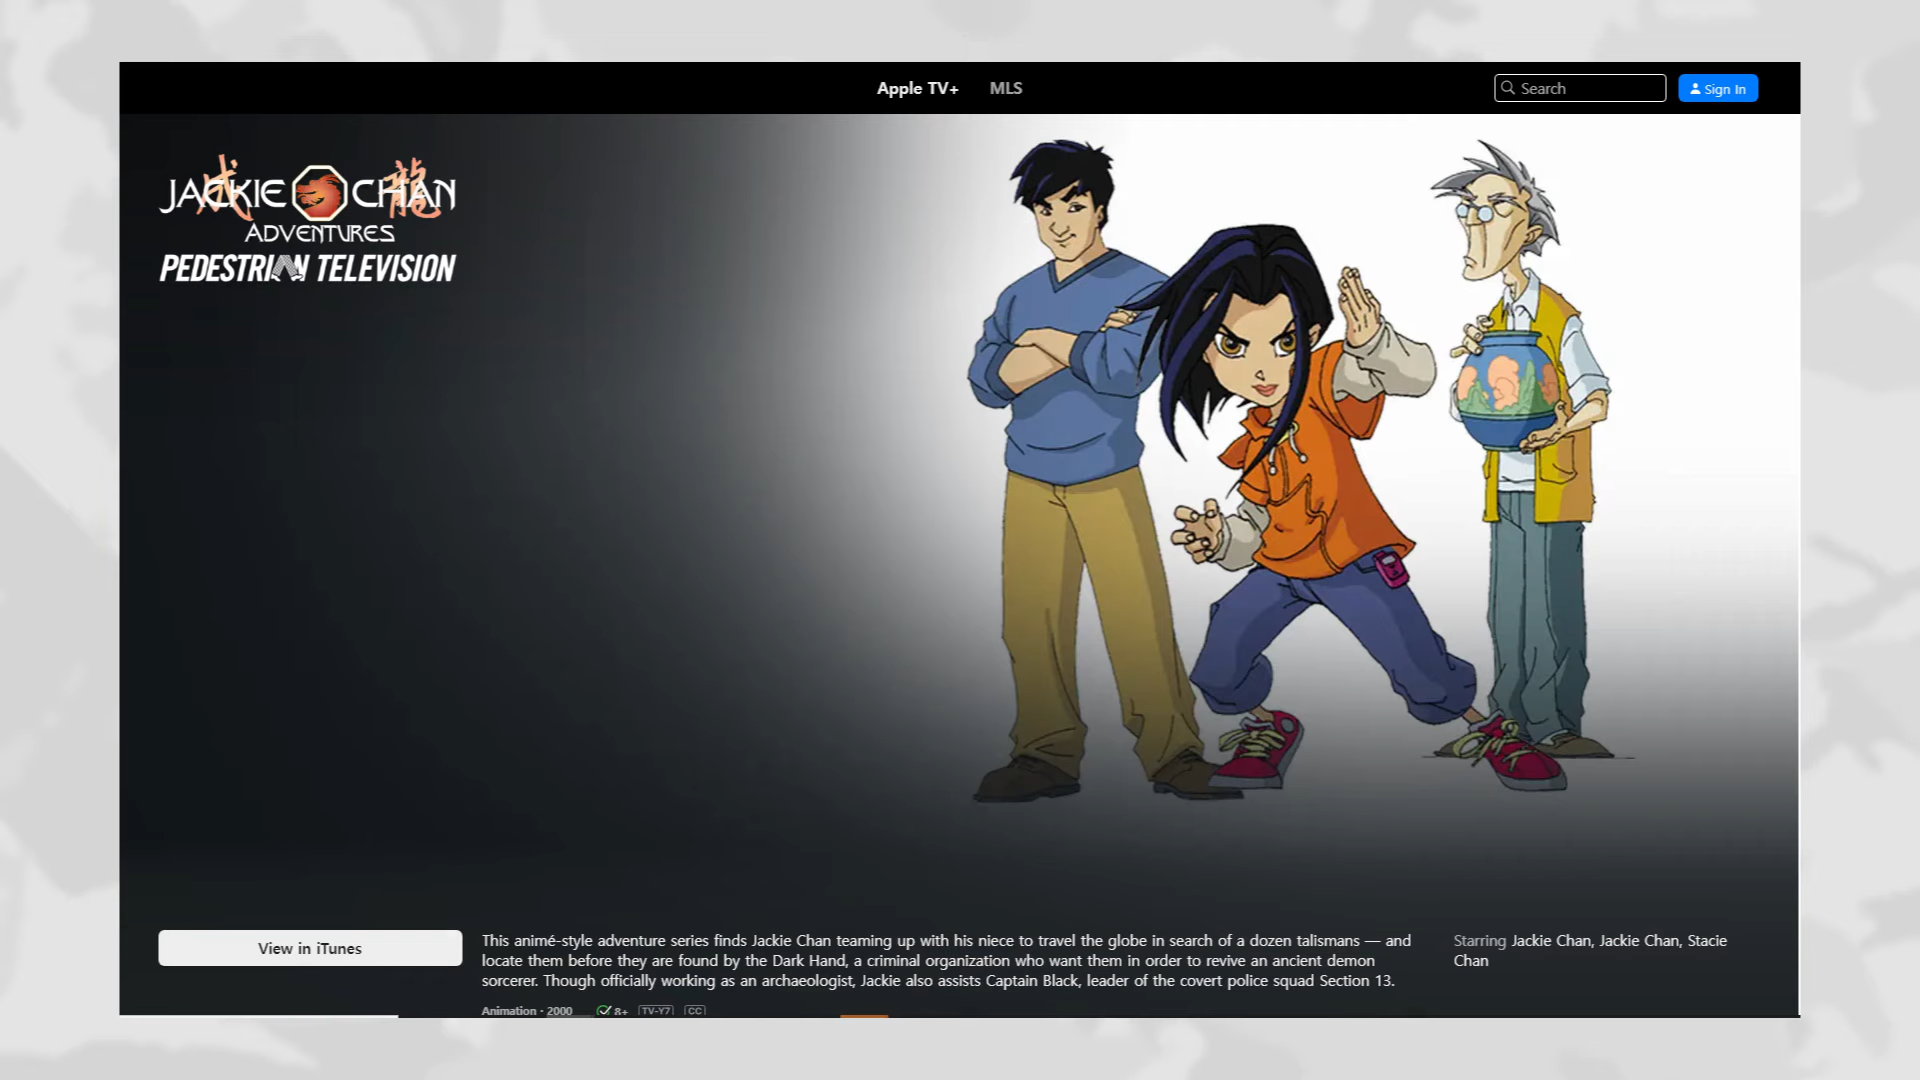 Apple TV+
MLS
Search
Sign In
成 龍
JACKIE CHAN
ADVENTURES
PEDESTRIAN TELEVISION
View in iTunes
This animé-style adventure series finds Jackie Chan teaming up with his niece to travel the globe in search of a dozen talismans — and
locate them before they are found by the Dark Hand, a criminal organization who want them in order to revive an ancient demon
sorcerer. Though officially working as an archaeologist, Jackie also assists Captain Black, leader of the covert police squad Section 13.
Starring Jackie Chan, Jackie Chan, Stacie
Chan
Animation · 2000 8+ TV-Y7 CC